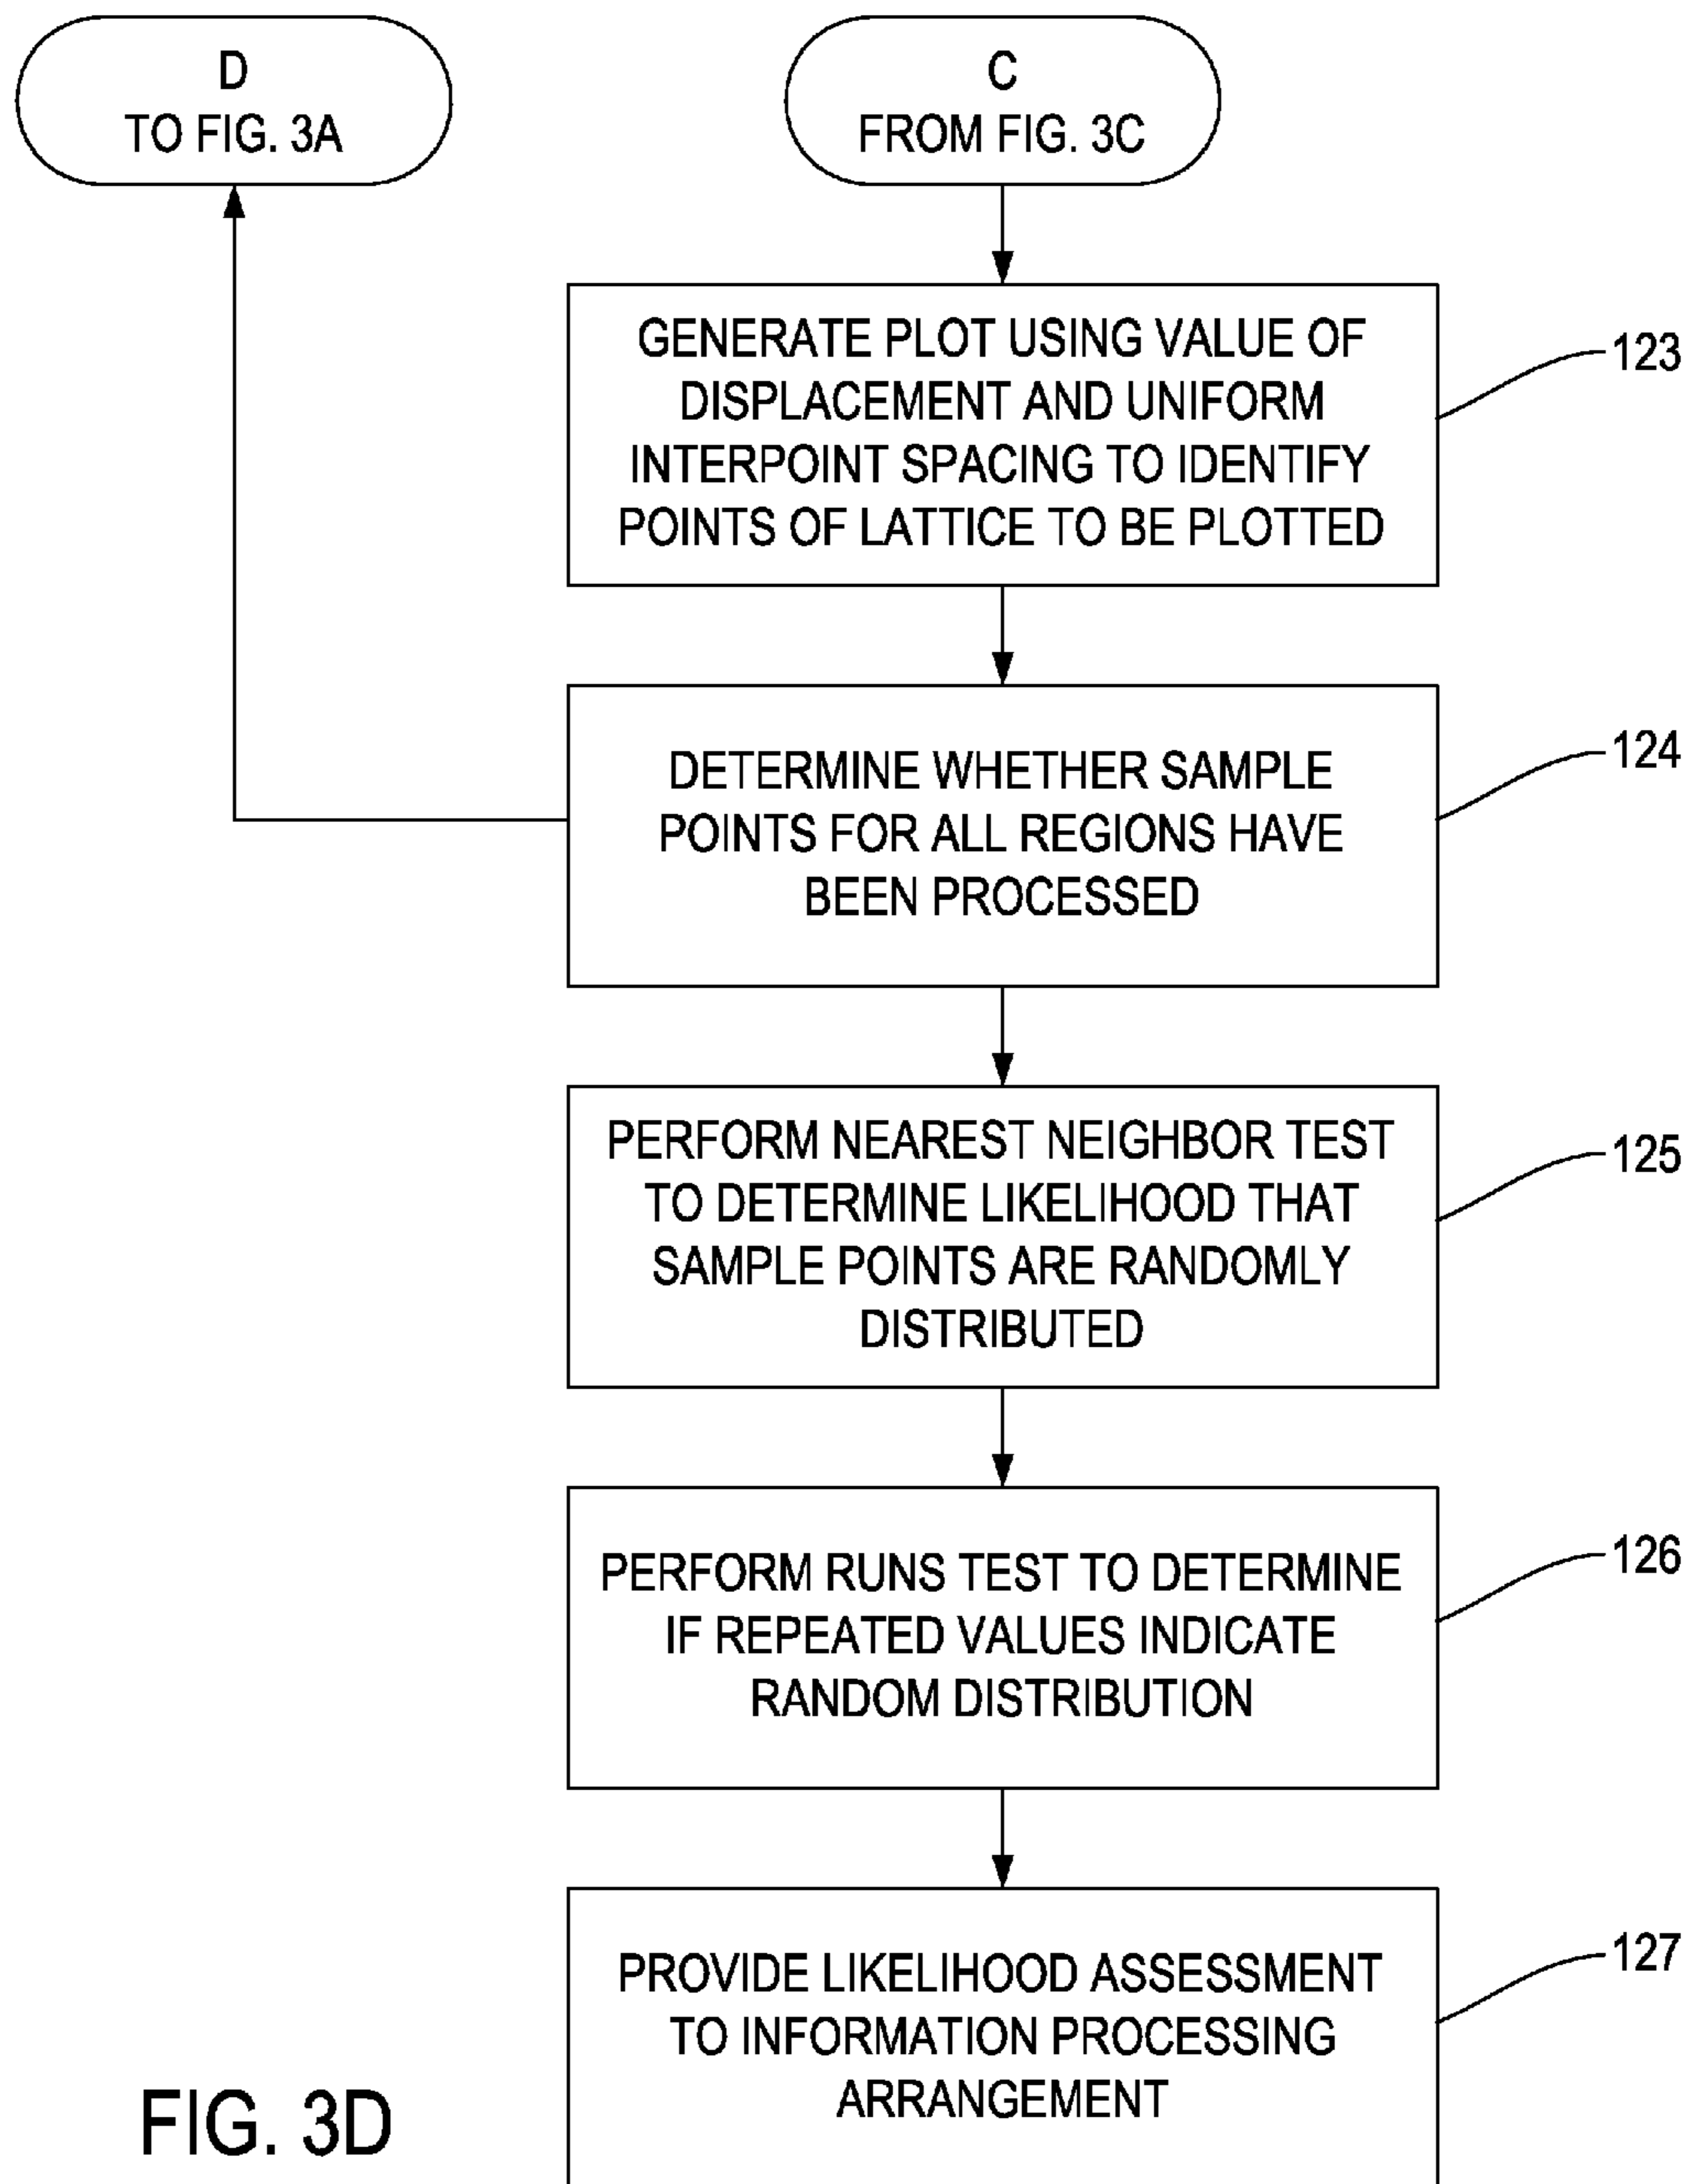 D
TO FIG. 3A
C
FROM FIG. 3C
GENERATE PLOT USING VALUE OF
DISPLACEMENT AND UNIFORM
INTERPOINT SPACING TO IDENTIFY
POINTS OF LATTICE TO BE PLOTTED
123
DETERMINE WHETHER SAMPLE
POINTS FOR ALL REGIONS HAVE
BEEN PROCESSED
124
PERFORM NEAREST NEIGHBOR TEST
TO DETERMINE LIKELIHOOD THAT
SAMPLE POINTS ARE RANDOMLY
DISTRIBUTED
125
PERFORM RUNS TEST TO DETERMINE
IF REPEATED VALUES INDICATE
RANDOM DISTRIBUTION
126
PROVIDE LIKELIHOOD ASSESSMENT
TO INFORMATION PROCESSING
ARRANGEMENT
127
FIG. 3D